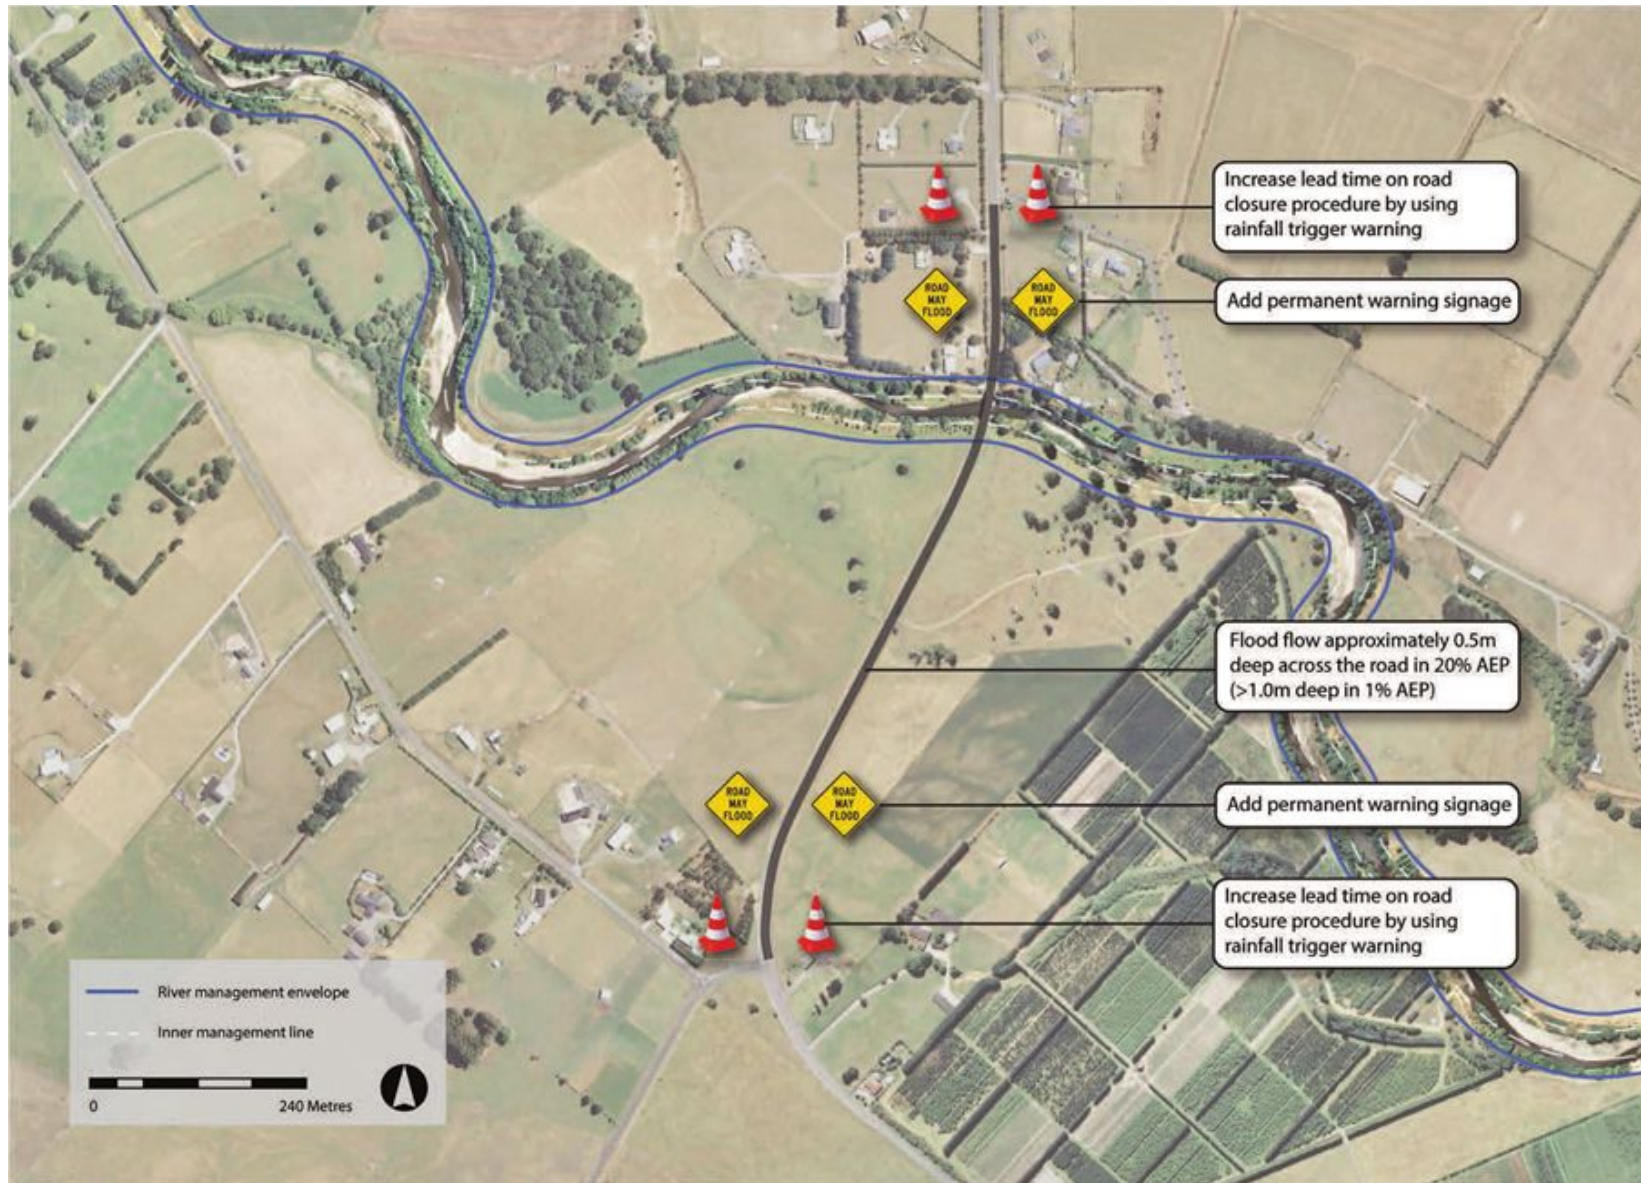 Increase lead time on road
closure procedure by using
rainfall trigger warning
ROAD
MAY
FLOOD
ROAD
MAY
FLOOD
Add permanent warning signage
Flood flow approximately 0.5m
deep across the road in 20% AEP
(>1.0m deep in 1% AEP)
ROAD
MAY
FLOOD
ROAD
MAY
FLOOD
Add permanent warning signage
Increase lead time on road
closure procedure by using
rainfall trigger warning
River management envelope
Inner management line
0 240 Metres